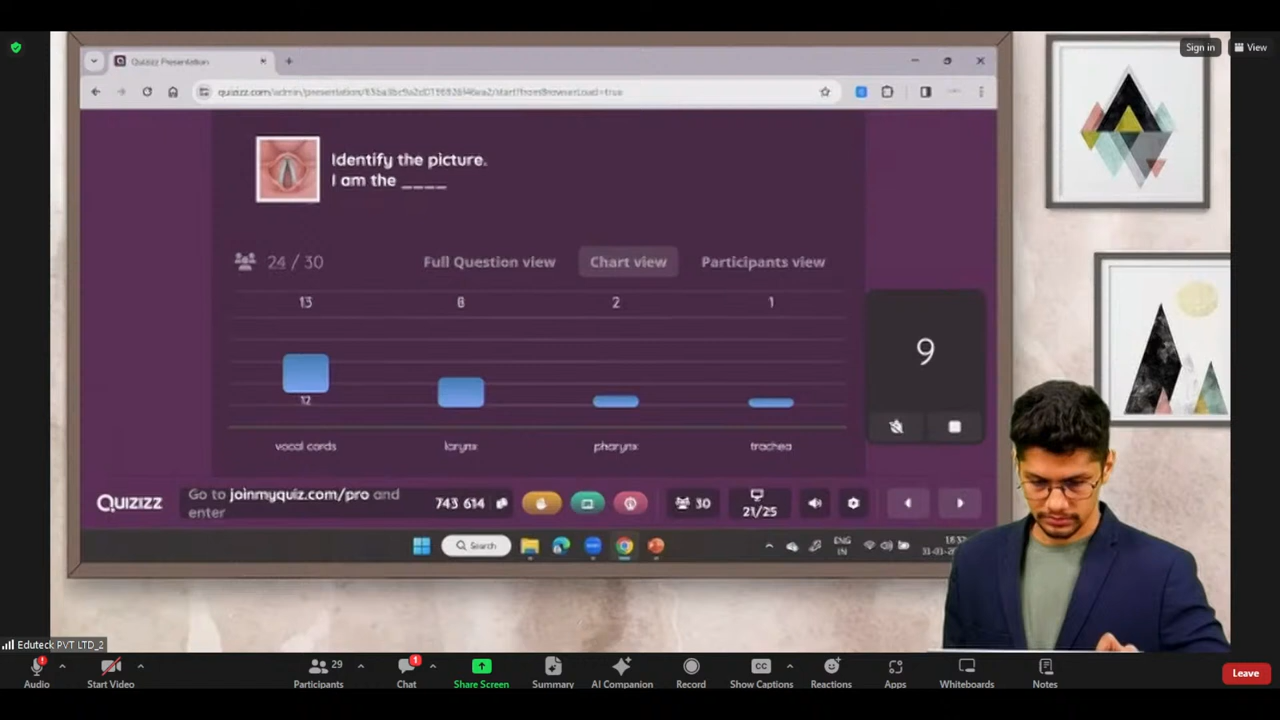 Sign in
View
Quizizz Presentation
Identify the picture.
I am the ____
24 / 30
Full Question view
Chart view
Participants view
13
8
2
1
12
9
vocal cords
larynx
pharynx
trachea
QUIZIZZ
Go to joinmyquiz.com/pro and
enter
743 614
30
21/25
Search
ENG
IN
Eduteck PVT LTD_2
Audio
Start Video
29
Participants
1
Chat
Share Screen
Summary
AI Companion
Record
CC
Show Captions
Reactions
Apps
Whiteboards
Notes
Leave